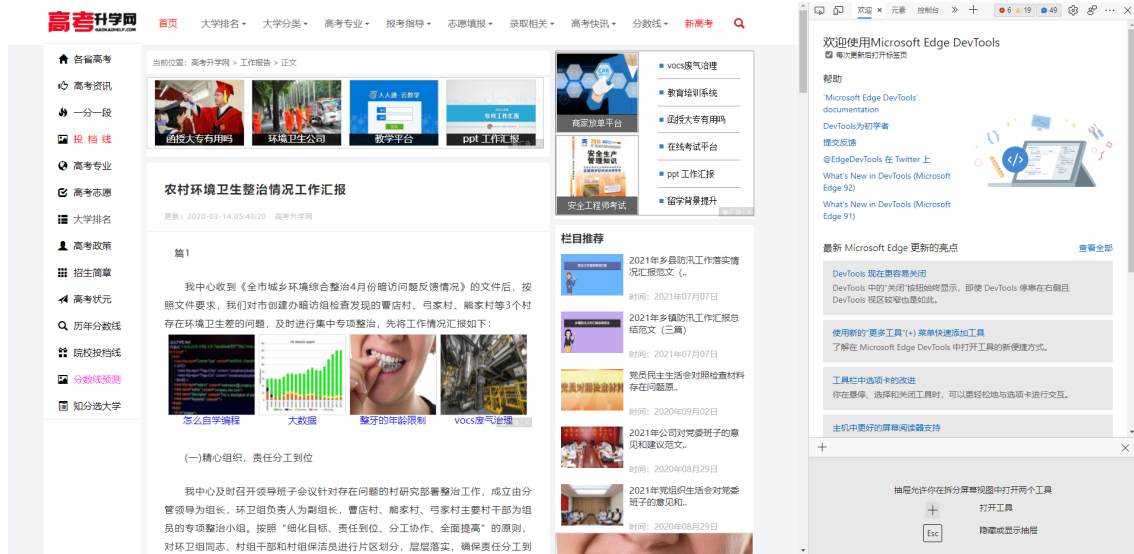 高考升学网
GAOKAOHELP.COM
首页 大学排名 大学分类 高考专业 报考指导 志愿填报 录取相关 高考快讯 分数线 新高考
各省高考
高考资讯
一分一段
投 档 线
高考专业
高考志愿
大学排名
高考政策
招生简章
高考状元
历年分数线
院校投档线
分数线预测
知分选大学
当前位置: 高考升学网 > 工作报告 > 正文
函授大专有用吗 环境卫生公司 教学平台 ppt 工作汇报
人人通 云教学
农村环境卫生整治情况工作汇报
更新: 2020-03-14 05:40:20 高考升学网
篇1
我中心收到《全市城乡环境综合整治4月份暗访问题反馈情况》的文件后，按
照文件要求，我们对市创建办暗访组检查发现的曹店村、弓家村、熊家村等3个村
存在环境卫生差的问题，及时进行集中专项整治，先将工作情况汇报如下：
怎么自学编程 大数据 整牙的年龄限制 vocs废气治理
(一)精心组织，责任分工到位
我中心及时召开领导班子会议针对存在问题的村研究部署整治工作，成立由分
管领导为组长，环卫组负责人为副组长，曹店村、熊家村、弓家村主要村干部为组
员的专项整治小组。按照“细化目标、责任到位、分工协作、全面提高”的原则，
对环卫组同志、村组干部和村组保洁员进行片区划分，层层落实，确保责任分工到
商家放单平台
安全生产
管理知识
安全工程师考试
vocs废气治理
教育培训系统
函授大专有用吗
在线考试平台
ppt 工作汇报
留学背景提升
栏目推荐
2021年乡县防汛工作落实情
况汇报范文（..
时间：2021年07月07日
2021年乡镇防汛工作汇报总
结范文（三篇）
时间：2021年07月07日
党员对照检查材料
党员民主生活会对照检查材料
存在问题原..
时间：2020年09月02日
2021年公司对党委班子的意
见和建议范文..
时间：2020年08月29日
2021年党组织生活会对党委
班子的意见和..
时间：2020年08月29日
欢迎 元素 控制台 6 19 49
欢迎使用Microsoft Edge DevTools
每次更新后打开标签页
帮助
`Microsoft Edge DevTools`
documentation
DevTools为初学者
提交反馈
@EdgeDevTools 在 Twitter 上
What's New in DevTools (Microsoft
Edge 92)
What's New in DevTools (Microsoft
Edge 91)
最新 Microsoft Edge 更新的亮点 查看全部
DevTools 现在更容易关闭
DevTools 中的“关闭”按钮始终显示，即使 DevTools 停靠在右侧且
DevTools 视区较窄也是如此。
使用新的“更多工具”(+) 菜单快速添加工具
了解在 Microsoft Edge DevTools 中打开工具的新便捷方式。
工具栏中选项卡的改进
你在悬停、选择和关闭工具时，可以更轻松地与选项卡进行交互。
主机中更好的屏幕阅读器支持
抽屉允许你在拆分屏幕视图中打开两个工具
打开工具
Esc 隐藏或显示抽屉